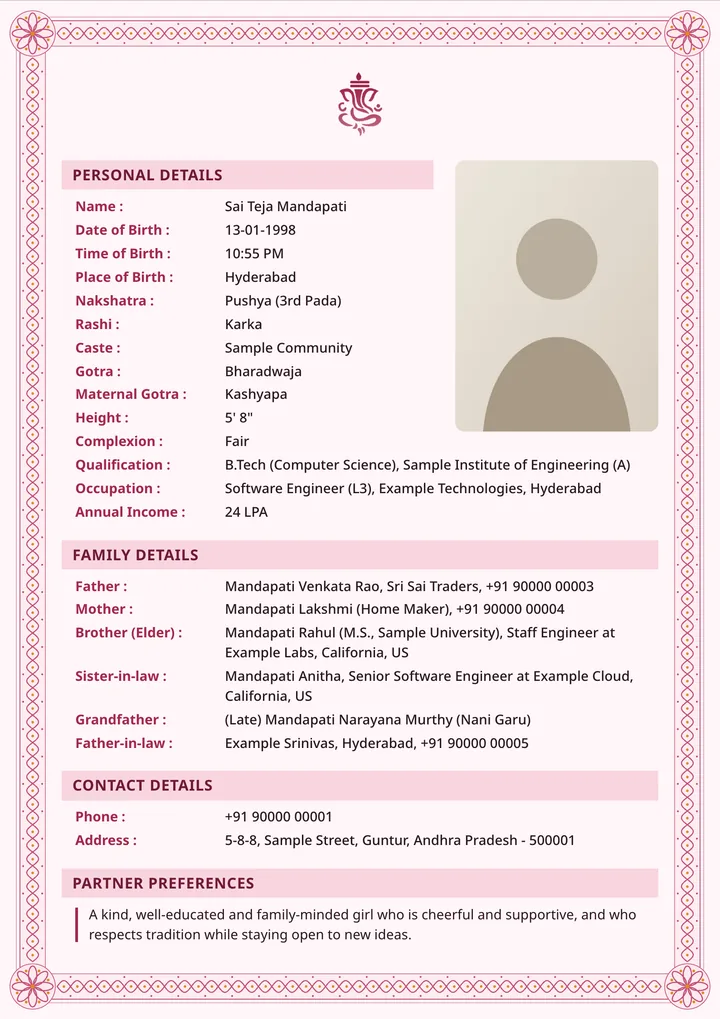 PERSONAL DETAILS
Name : Sai Teja Mandapati
Date of Birth : 13-01-1998
Time of Birth : 10:55 PM
Place of Birth : Hyderabad
Nakshatra : Pushya (3rd Pada)
Rashi : Karka
Caste : Sample Community
Gotra : Bharadwaja
Maternal Gotra : Kashyapa
Height : 5' 8"
Complexion : Fair
Qualification : B.Tech (Computer Science), Sample Institute of Engineering (A)
Occupation : Software Engineer (L3), Example Technologies, Hyderabad
Annual Income : 24 LPA
FAMILY DETAILS
Father : Mandapati Venkata Rao, Sri Sai Traders, +91 90000 00003
Mother : Mandapati Lakshmi (Home Maker), +91 90000 00004
Brother (Elder) : Mandapati Rahul (M.S., Sample University), Staff Engineer at
Example Labs, California, US
Sister-in-law : Mandapati Anitha, Senior Software Engineer at Example Cloud,
California, US
Grandfather : (Late) Mandapati Narayana Murthy (Nani Garu)
Father-in-law : Example Srinivas, Hyderabad, +91 90000 00005
CONTACT DETAILS
Phone : +91 90000 00001
Address : 5-8-8, Sample Street, Guntur, Andhra Pradesh - 500001
PARTNER PREFERENCES
A kind, well-educated and family-minded girl who is cheerful and supportive, and who
respects tradition while staying open to new ideas.